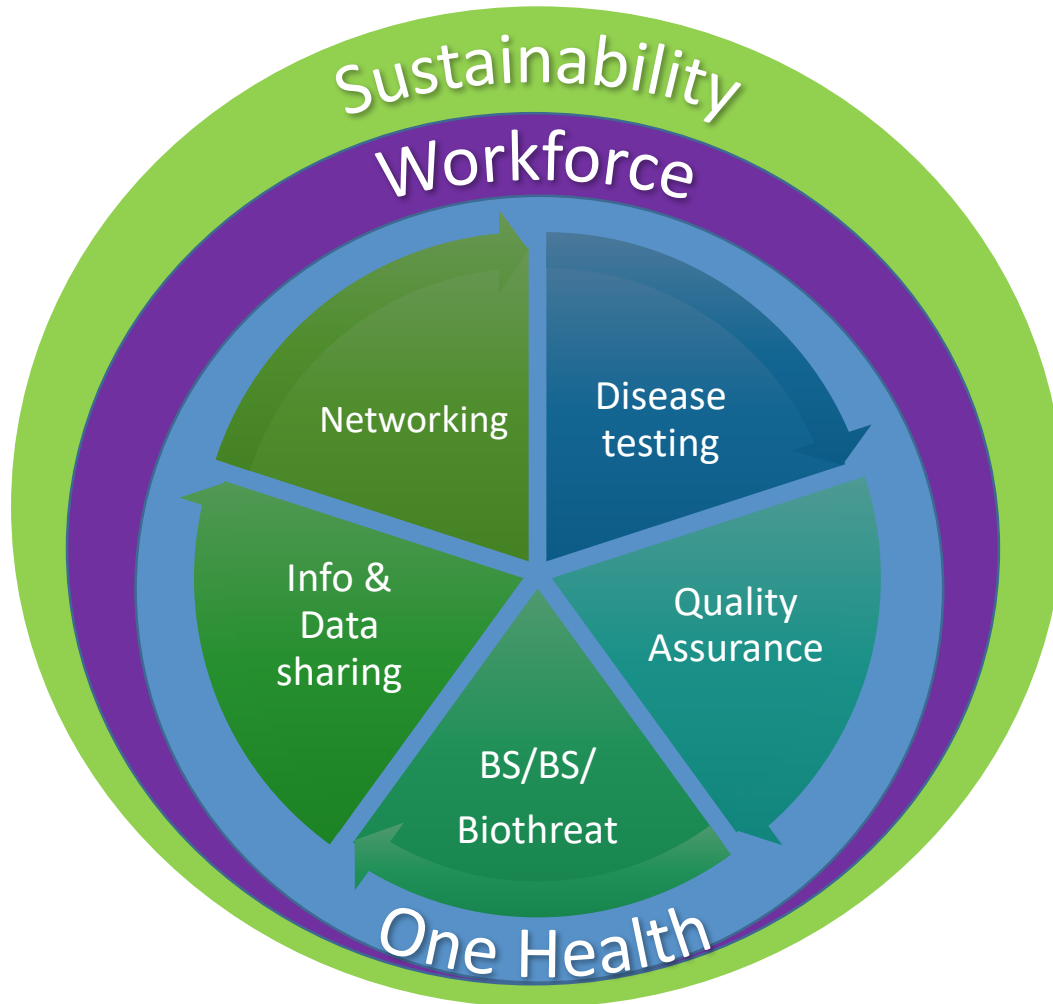 Sustainability
Workforce
Networking
Disease
testing
Info &
Data
sharing
Quality
Assurance
BS/BS/
Biothreat
One Health